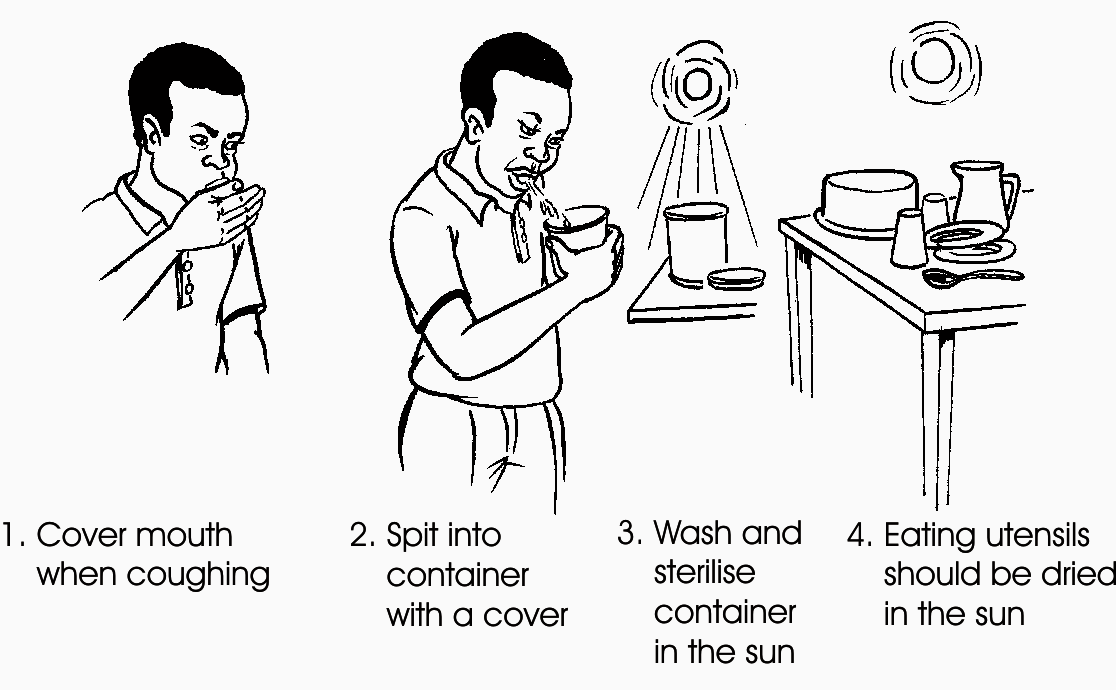 1. Cover mouth
when coughing
2. Spit into
container
with a cover
3. Wash and
sterilise
container
in the sun
4. Eating utensils
should be dried
in the sun